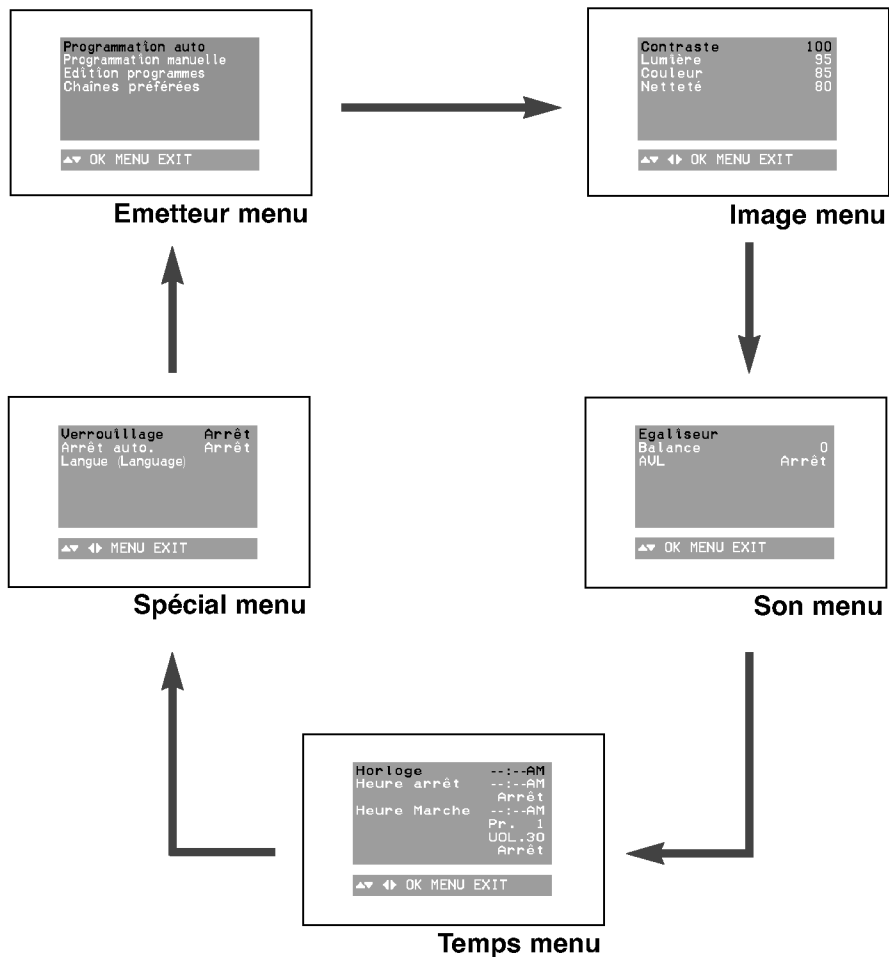 Programmation auto
Programmation manuelle
Edition programmes
Chaînes préférées
▲▼ OK MENU EXIT
Emetteur menu
Contraste 100
Lumière 95
Couleur 85
Netteté 80
▲▼ ◀▶ OK MENU EXIT
Image menu
Verrouillage Arrêt
Arrêt auto. Arrêt
Langue (Language)
▲▼ ◀▶ MENU EXIT
Spécial menu
Egaliseur
Balance 0
AVL Arrêt
▲▼ OK MENU EXIT
Son menu
Horloge --:--AM
Heure arrêt --:--AM
Arrêt
Heure Marche --:--AM
Pr. 1
VOL.30
Arrêt
▲▼ ◀▶ OK MENU EXIT
Temps menu